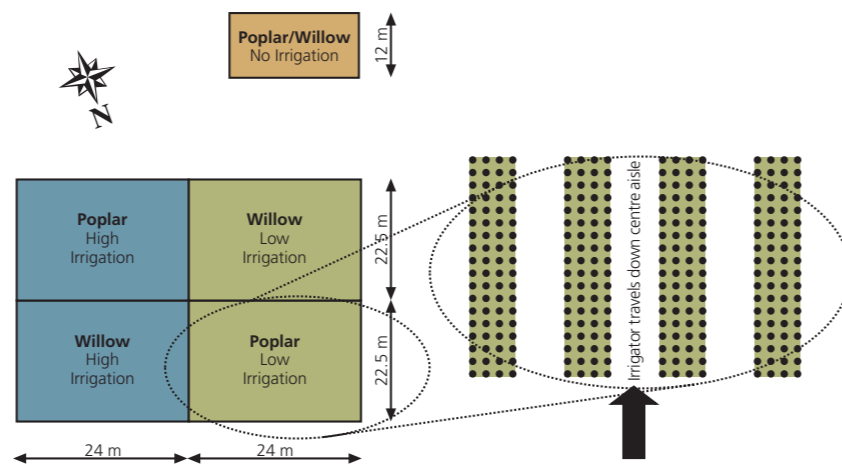 Poplar/Willow
No Irrigation
12 m
N
Poplar
High
Irrigation
Willow
Low
Irrigation
22.5 m
Willow
High
Irrigation
Poplar
Low
Irrigation
22.5 m
24 m
24 m
Irrigator travels down centre aisle